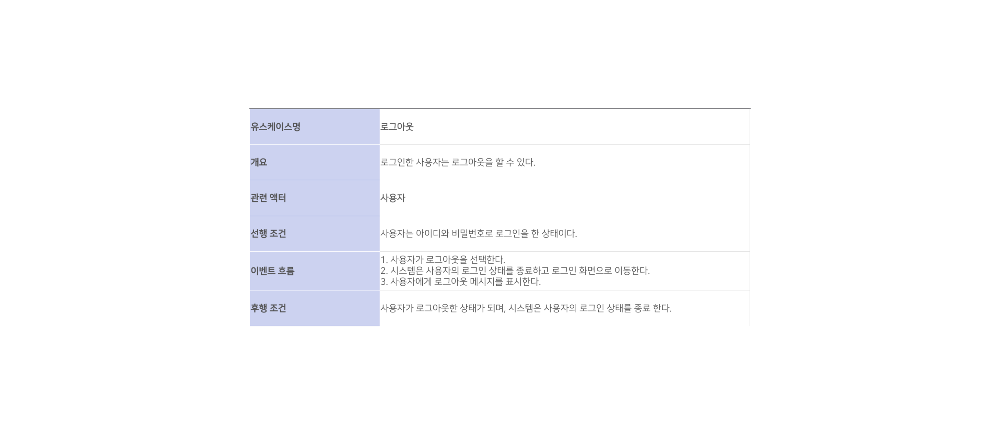 유스케이스명 로그아웃
개요 로그인한 사용자는 로그아웃을 할 수 있다.
관련 액터 사용자
선행 조건 사용자는 아이디와 비밀번호로 로그인을 한 상태이다.
이벤트 흐름
1. 사용자가 로그아웃을 선택한다.
2. 시스템은 사용자의 로그인 상태를 종료하고 로그인 화면으로 이동한다.
3. 사용자에게 로그아웃 메시지를 표시한다.
후행 조건 사용자가 로그아웃한 상태가 되며, 시스템은 사용자의 로그인 상태를 종료 한다.